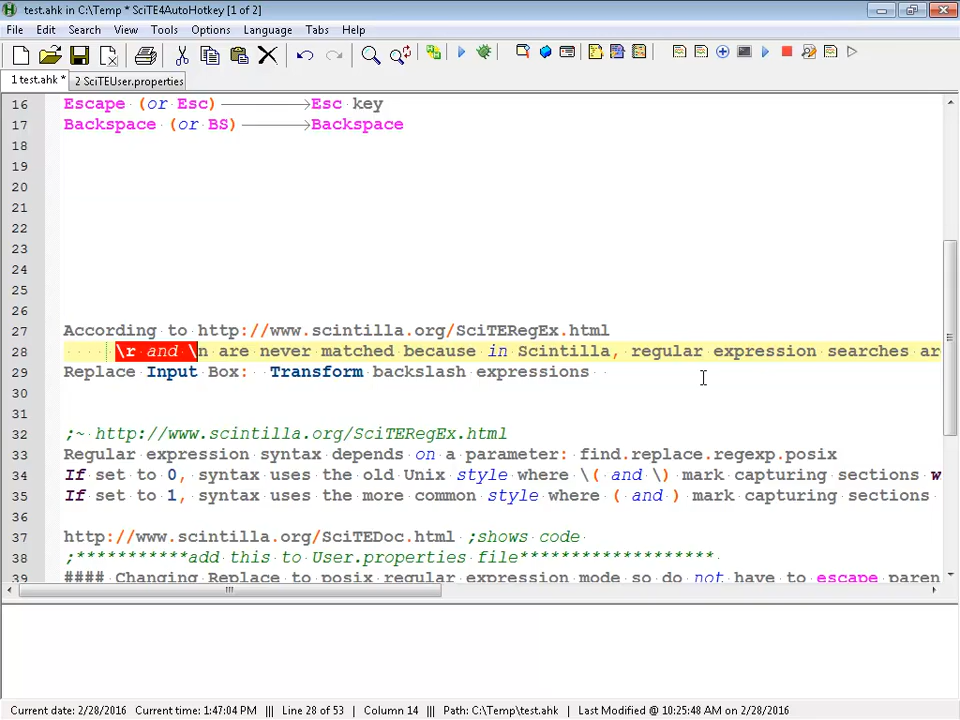 test.ahk in C:\Temp * SciTE4AutoHotkey [1 of 2]
File Edit Search View Tools Options Language Tabs Help
1 test.ahk * 2 SciTEUser.properties
16 Escape (or Esc) Esc key
17 Backspace (or BS) Backspace
18
19
20
21
22
23
24
25
26
27 According to http://www.scintilla.org/SciTERegEx.html
28 \r and \n are never matched because in Scintilla, regular expression searches ar
29 Replace Input Box: Transform backslash expressions
30
31
32 ;~ http://www.scintilla.org/SciTERegEx.html
33 Regular expression syntax depends on a parameter: find.replace.regexp.posix
34 If set to 0, syntax uses the old Unix style where \( and \) mark capturing sections w
35 If set to 1, syntax uses the more common style where ( and ) mark capturing sections
36
37 http://www.scintilla.org/SciTEDoc.html ;shows code
38 ;***********add this to User.properties file*******************
39 #### Changing Replace to posix regular expression mode so do not have to escape paren
Current date: 2/28/2016 Current time: 1:47:04 PM ||| Line 28 of 53 ||| Column 14 ||| Path: C:\Temp\test.ahk ||| Last Modified @ 10:25:48 AM on 2/28/2016